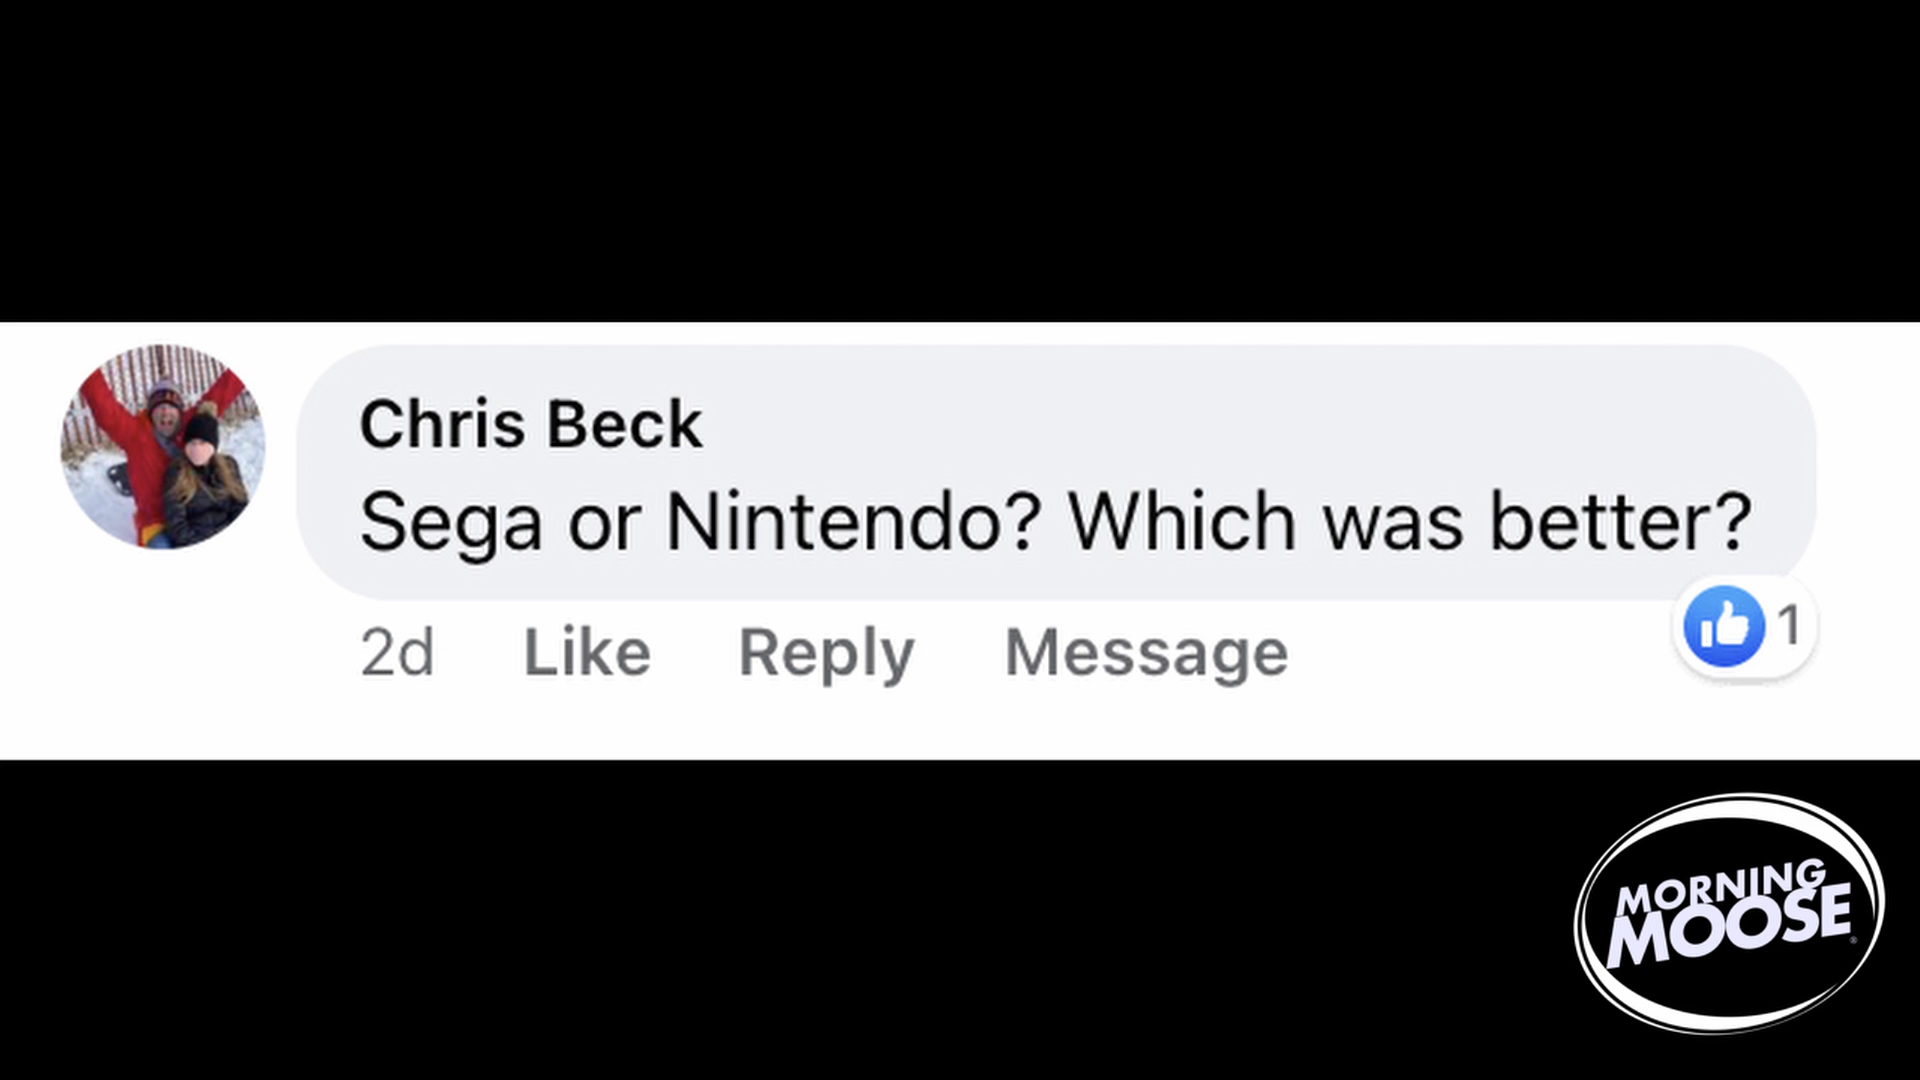 Chris Beck
Sega or Nintendo? Which was better?
2d Like Reply Message
1
MORNING
MOOSE